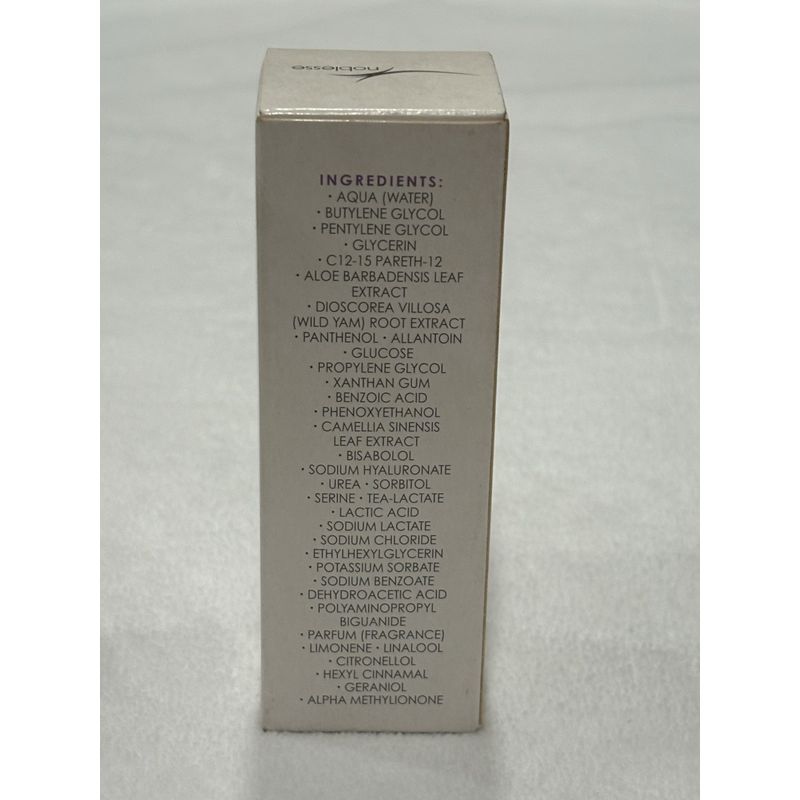 noblesse
INGREDIENTS:
• AQUA (WATER)
• BUTYLENE GLYCOL
• PENTYLENE GLYCOL
• GLYCERIN
• C12-15 PARETH-12
• ALOE BARBADENSIS LEAF
EXTRACT
• DIOSCOREA VILLOSA
(WILD YAM) ROOT EXTRACT
• PANTHENOL • ALLANTOIN
• GLUCOSE
• PROPYLENE GLYCOL
• XANTHAN GUM
• BENZOIC ACID
• PHENOXYETHANOL
• CAMELLIA SINENSIS
LEAF EXTRACT
• BISABOLOL
• SODIUM HYALURONATE
• UREA • SORBITOL
• SERINE • TEA-LACTATE
• LACTIC ACID
• SODIUM LACTATE
• SODIUM CHLORIDE
• ETHYLHEXYLGLYCERIN
• POTASSIUM SORBATE
• SODIUM BENZOATE
• DEHYDROACETIC ACID
• POLYAMINOPROPYL
BIGUANIDE
• PARFUM (FRAGRANCE)
• LIMONENE • LINALOOL
• CITRONELLOL
• HEXYL CINNAMAL
• GERANIOL
• ALPHA METHYLIONONE